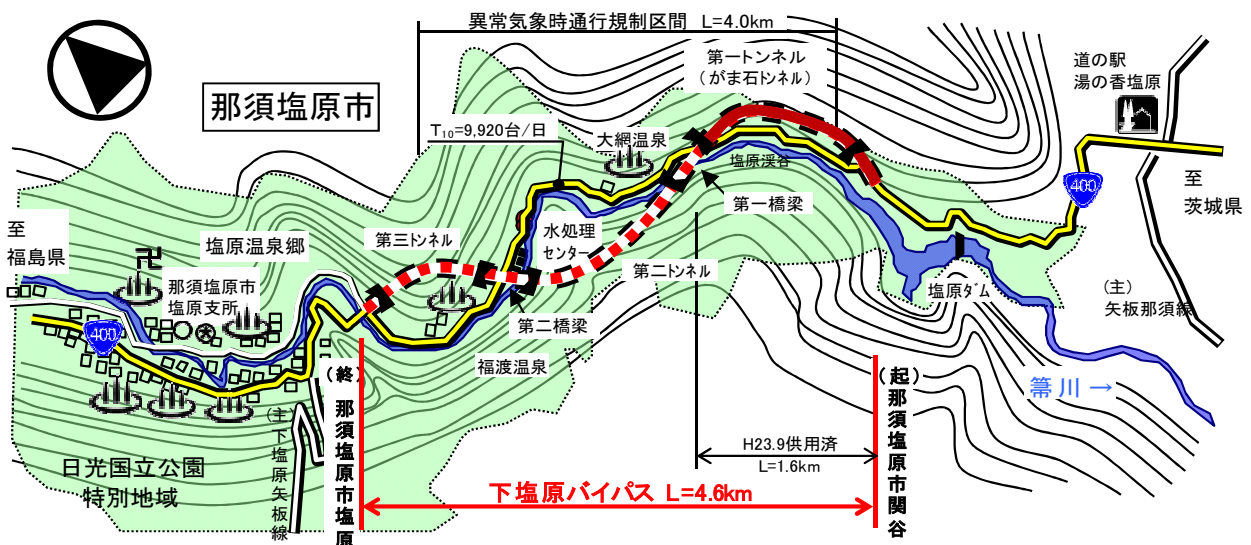 異常気象時通行規制区間 L=4.0km
那須塩原市
第一トンネル
(がま石トンネル)
道の駅
湯の香塩原
T10=9,920台/日
大網温泉
塩原渓谷
400
至
茨城県
第一橋梁
至
福島県
塩原温泉郷
第三トンネル
水処理
センター
第二トンネル
那須塩原市
塩原支所
塩原ダム
(主)
矢板那須線
400
第二橋梁
福渡温泉
箒川→
(主)下塩原矢板線
(終)那須塩原市塩原
(起)那須塩原市関谷
H23.9供用済
L=1.6km
日光国立公園
特別地域
下塩原バイパス L=4.6km